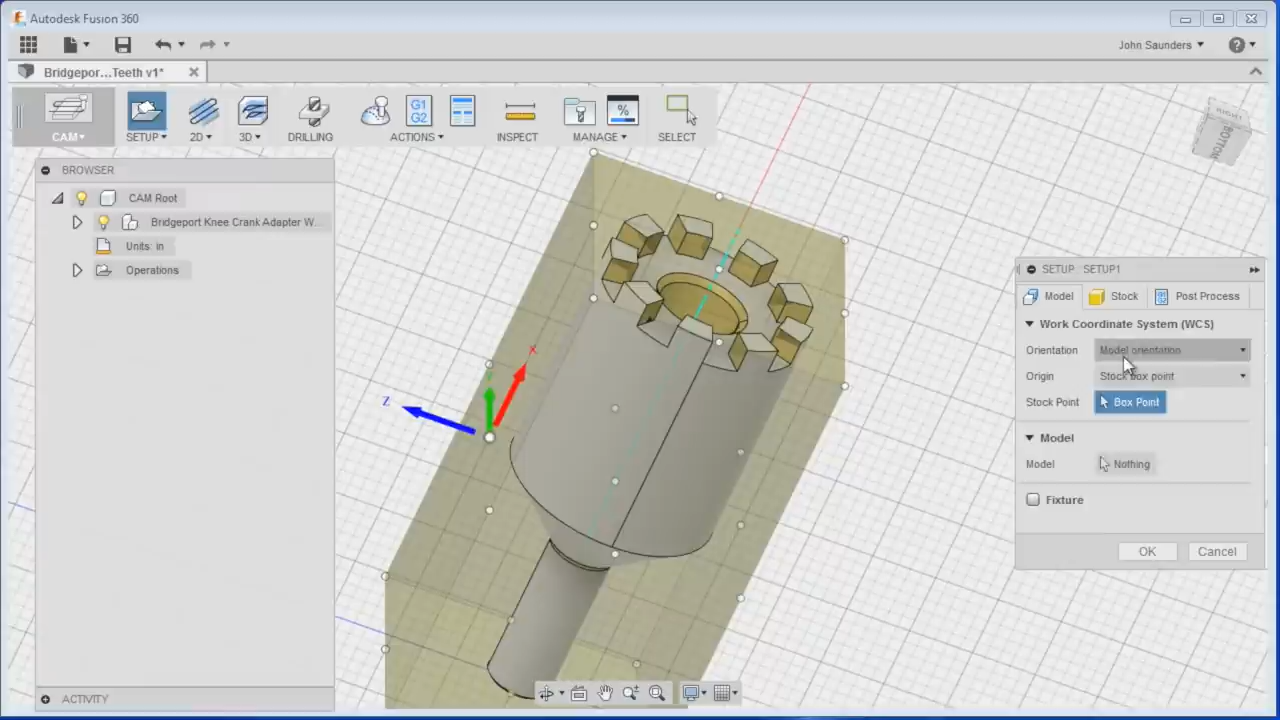 Autodesk Fusion 360
John Saunders
Bridgepor...Teeth v1*
G1
G2
%
CAM
SETUP
2D
3D
DRILLING
ACTIONS
INSPECT
MANAGE
SELECT
BOTTOM
BROWSER
CAM Root
Bridgeport Knee Crank Adapter W...
Units: in
Operations
X
Z
SETUP : SETUP1
Model
Stock
Post Process
Work Coordinate System (WCS)
Orientation
Model orientation
Origin
Stock box point
Stock Point
Box Point
Model
Model
Nothing
Fixture
OK
Cancel
ACTIVITY